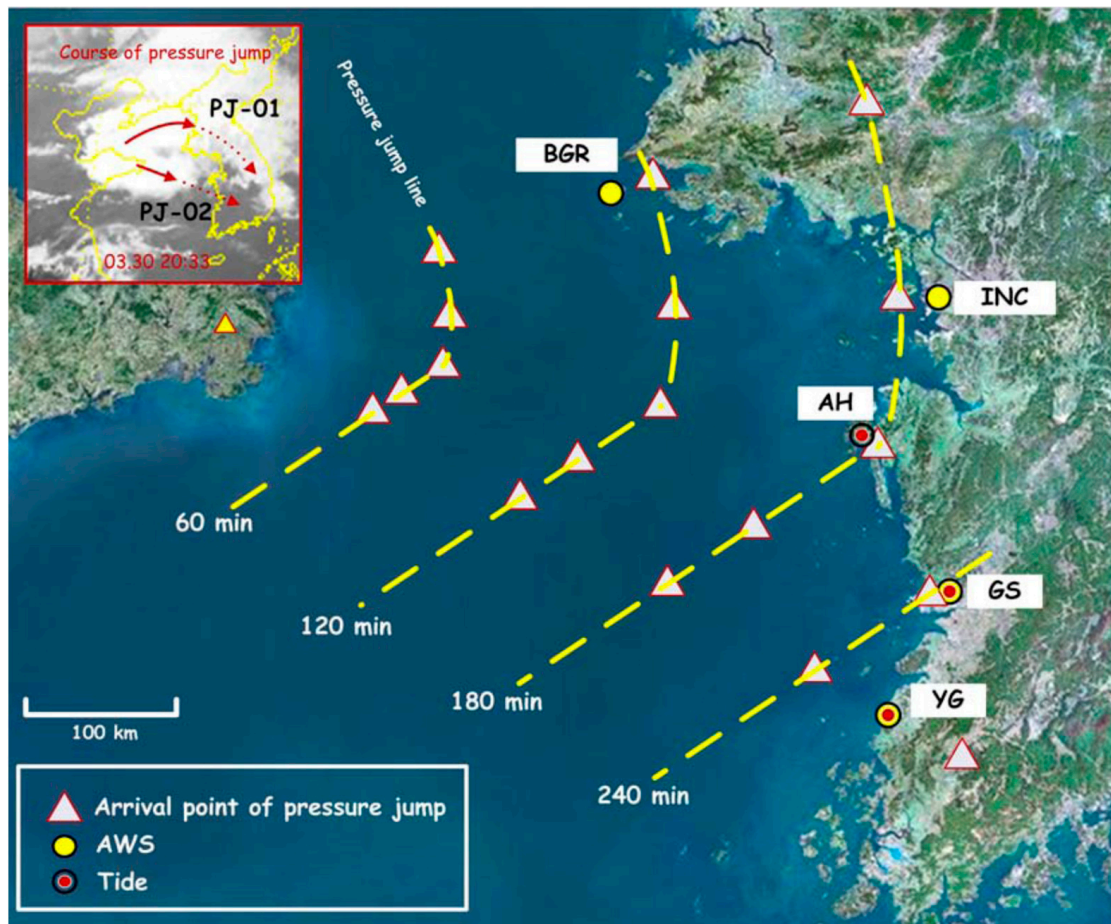 Course of pressure jump
PJ-01
PJ-02
03.30 20:33
Pressure jump line
BGR
INC
AH
GS
YG
60 min
120 min
180 min
240 min
100 km
Arrival point of pressure jump
AWS
Tide